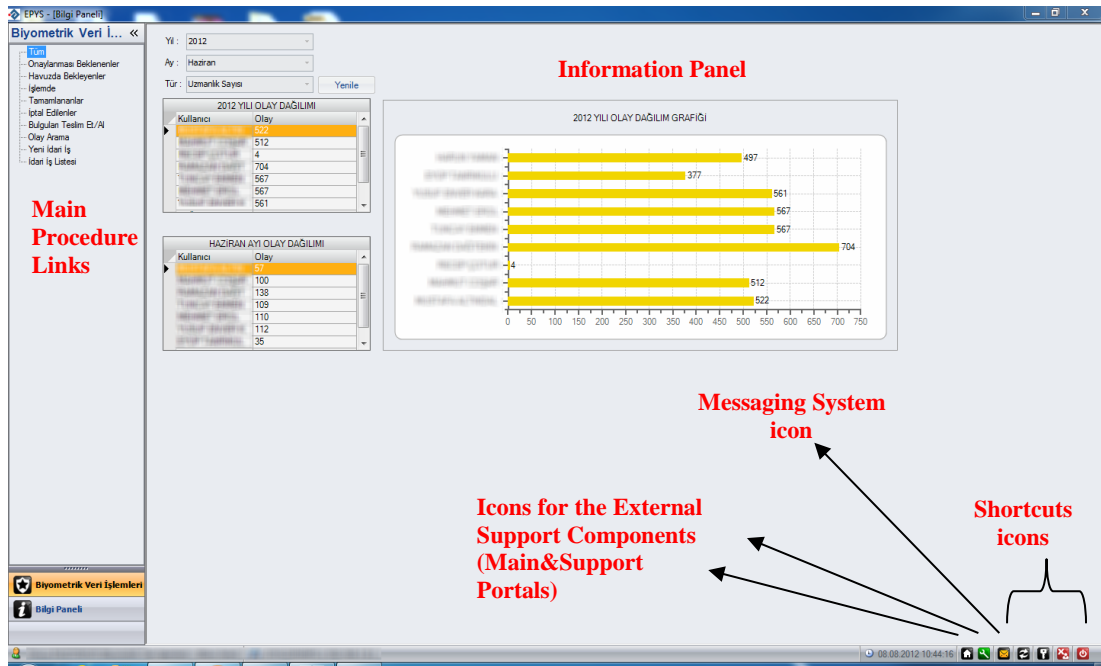 EPYS - [Bilgi Paneli]
Biyometrik Veri İ... «
Tüm
Onaylanması Beklenenler
Havuzda Bekleyenler
İşlemde
Tamamlananlar
İptal Edilenler
Bulguları Teslim Et/Al
Olay Arama
Yeni İdari İş
İdari İş Listesi
Main
Procedure
Links
Biyometrik Veri İşlemleri
Bilgi Paneli
Yıl : 2012
Ay : Haziran
Tür : Uzmanlık Sayısı
Yenile
Information Panel
2012 YILI OLAY DAĞILIMI
Kullanıcı Olay
522
512
4
704
567
567
561
HAZİRAN AYI OLAY DAĞILIMI
Kullanıcı Olay
57
100
138
109
110
112
35
2012 YILI OLAY DAĞILIM GRAFİĞİ
497
377
561
567
567
704
4
512
522
0 50 100 150 200 250 300 350 400 450 500 550 600 650 700 750
Messaging System
icon
Icons for the External
Support Components
(Main&Support
Portals)
Shortcuts
icons
08.08.2012 10:44:16